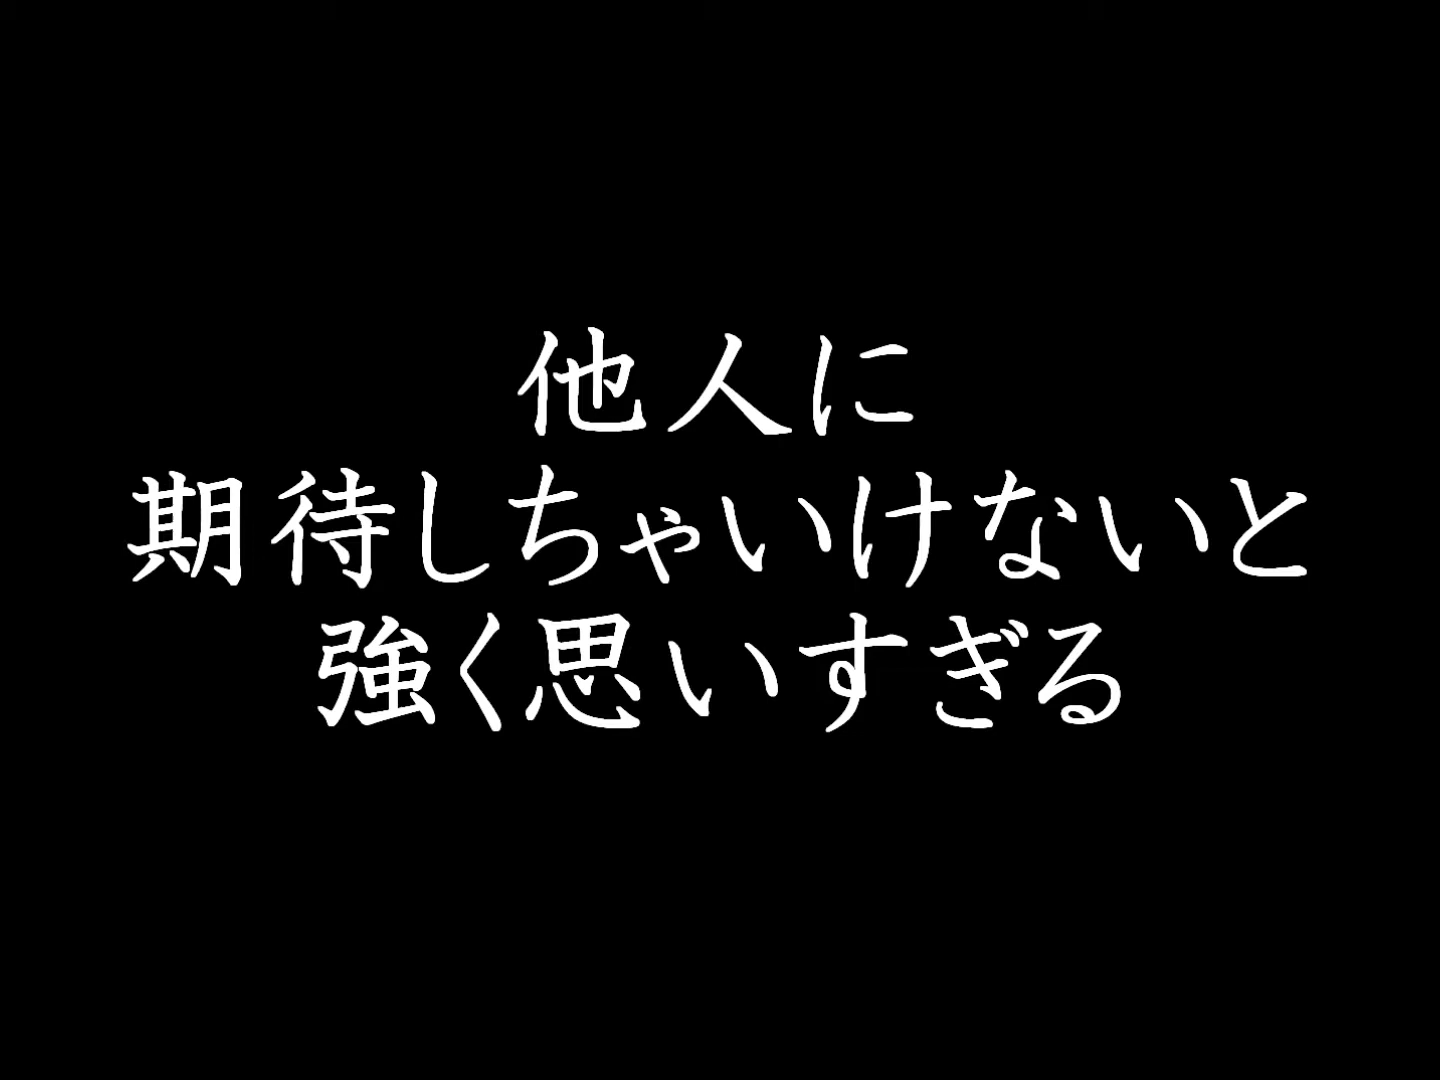 他人に
期待しちゃいけないと
強く思いすぎる